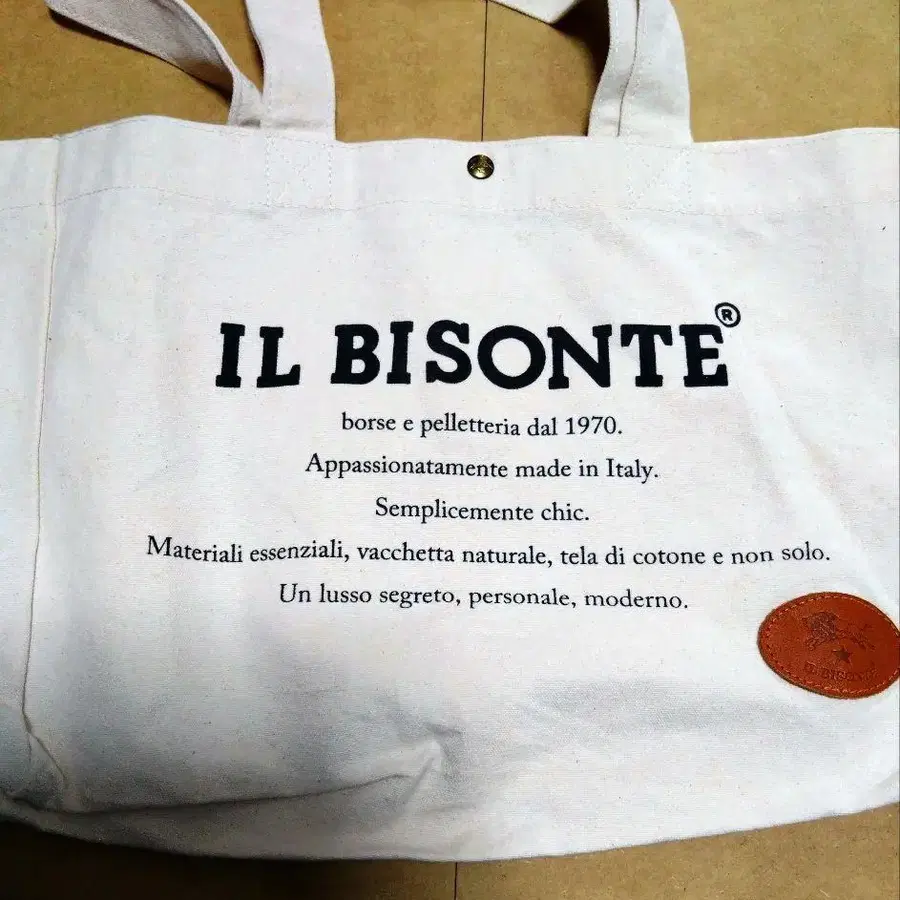 IL BISONTE®
borse e pelletteria dal 1970.
Appassionatamente made in Italy.
Semplicemente chic.
Materiali essenziali, vacchetta naturale, tela di cotone e non solo.
Un lusso segreto, personale, moderno.
IL BISONTE